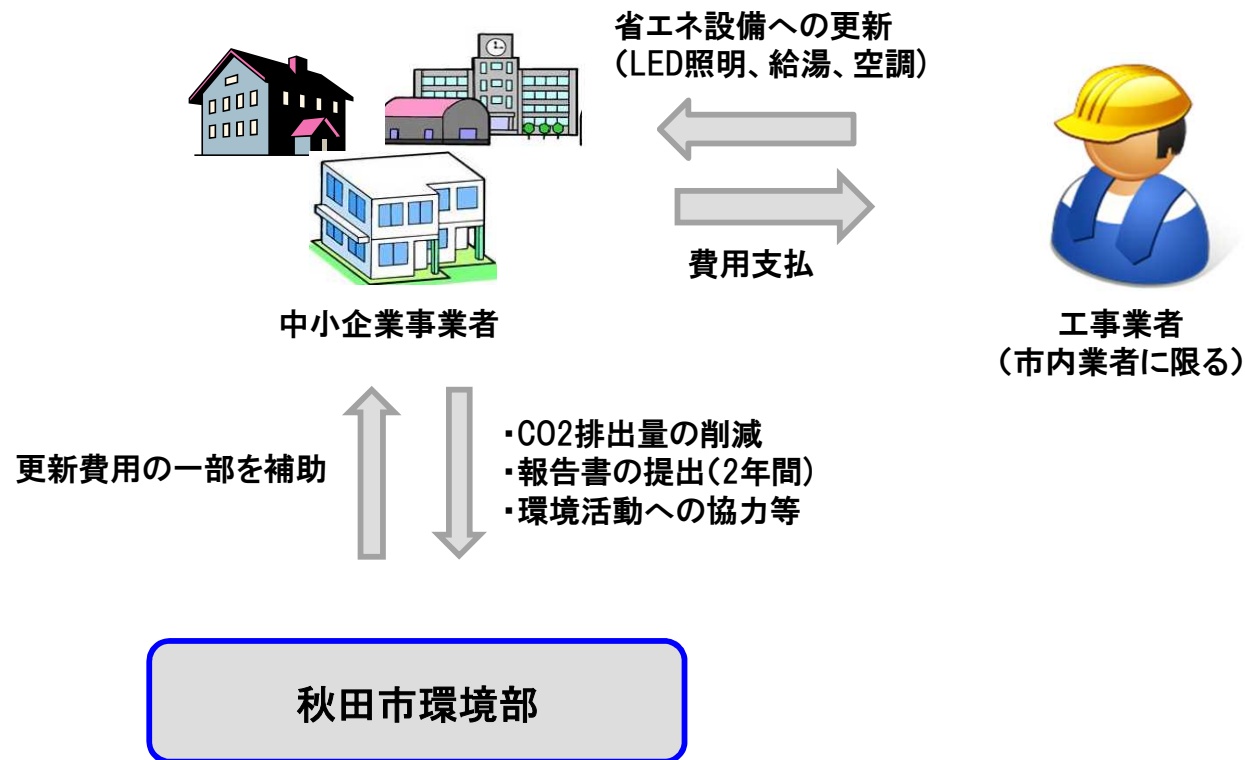 省エネ設備への更新
（LED照明、給湯、空調）
費用支払
中小企業事業者
工事業者
（市内業者に限る）
更新費用の一部を補助
・CO2排出量の削減
・報告書の提出（2年間）
・環境活動への協力等
秋田市環境部